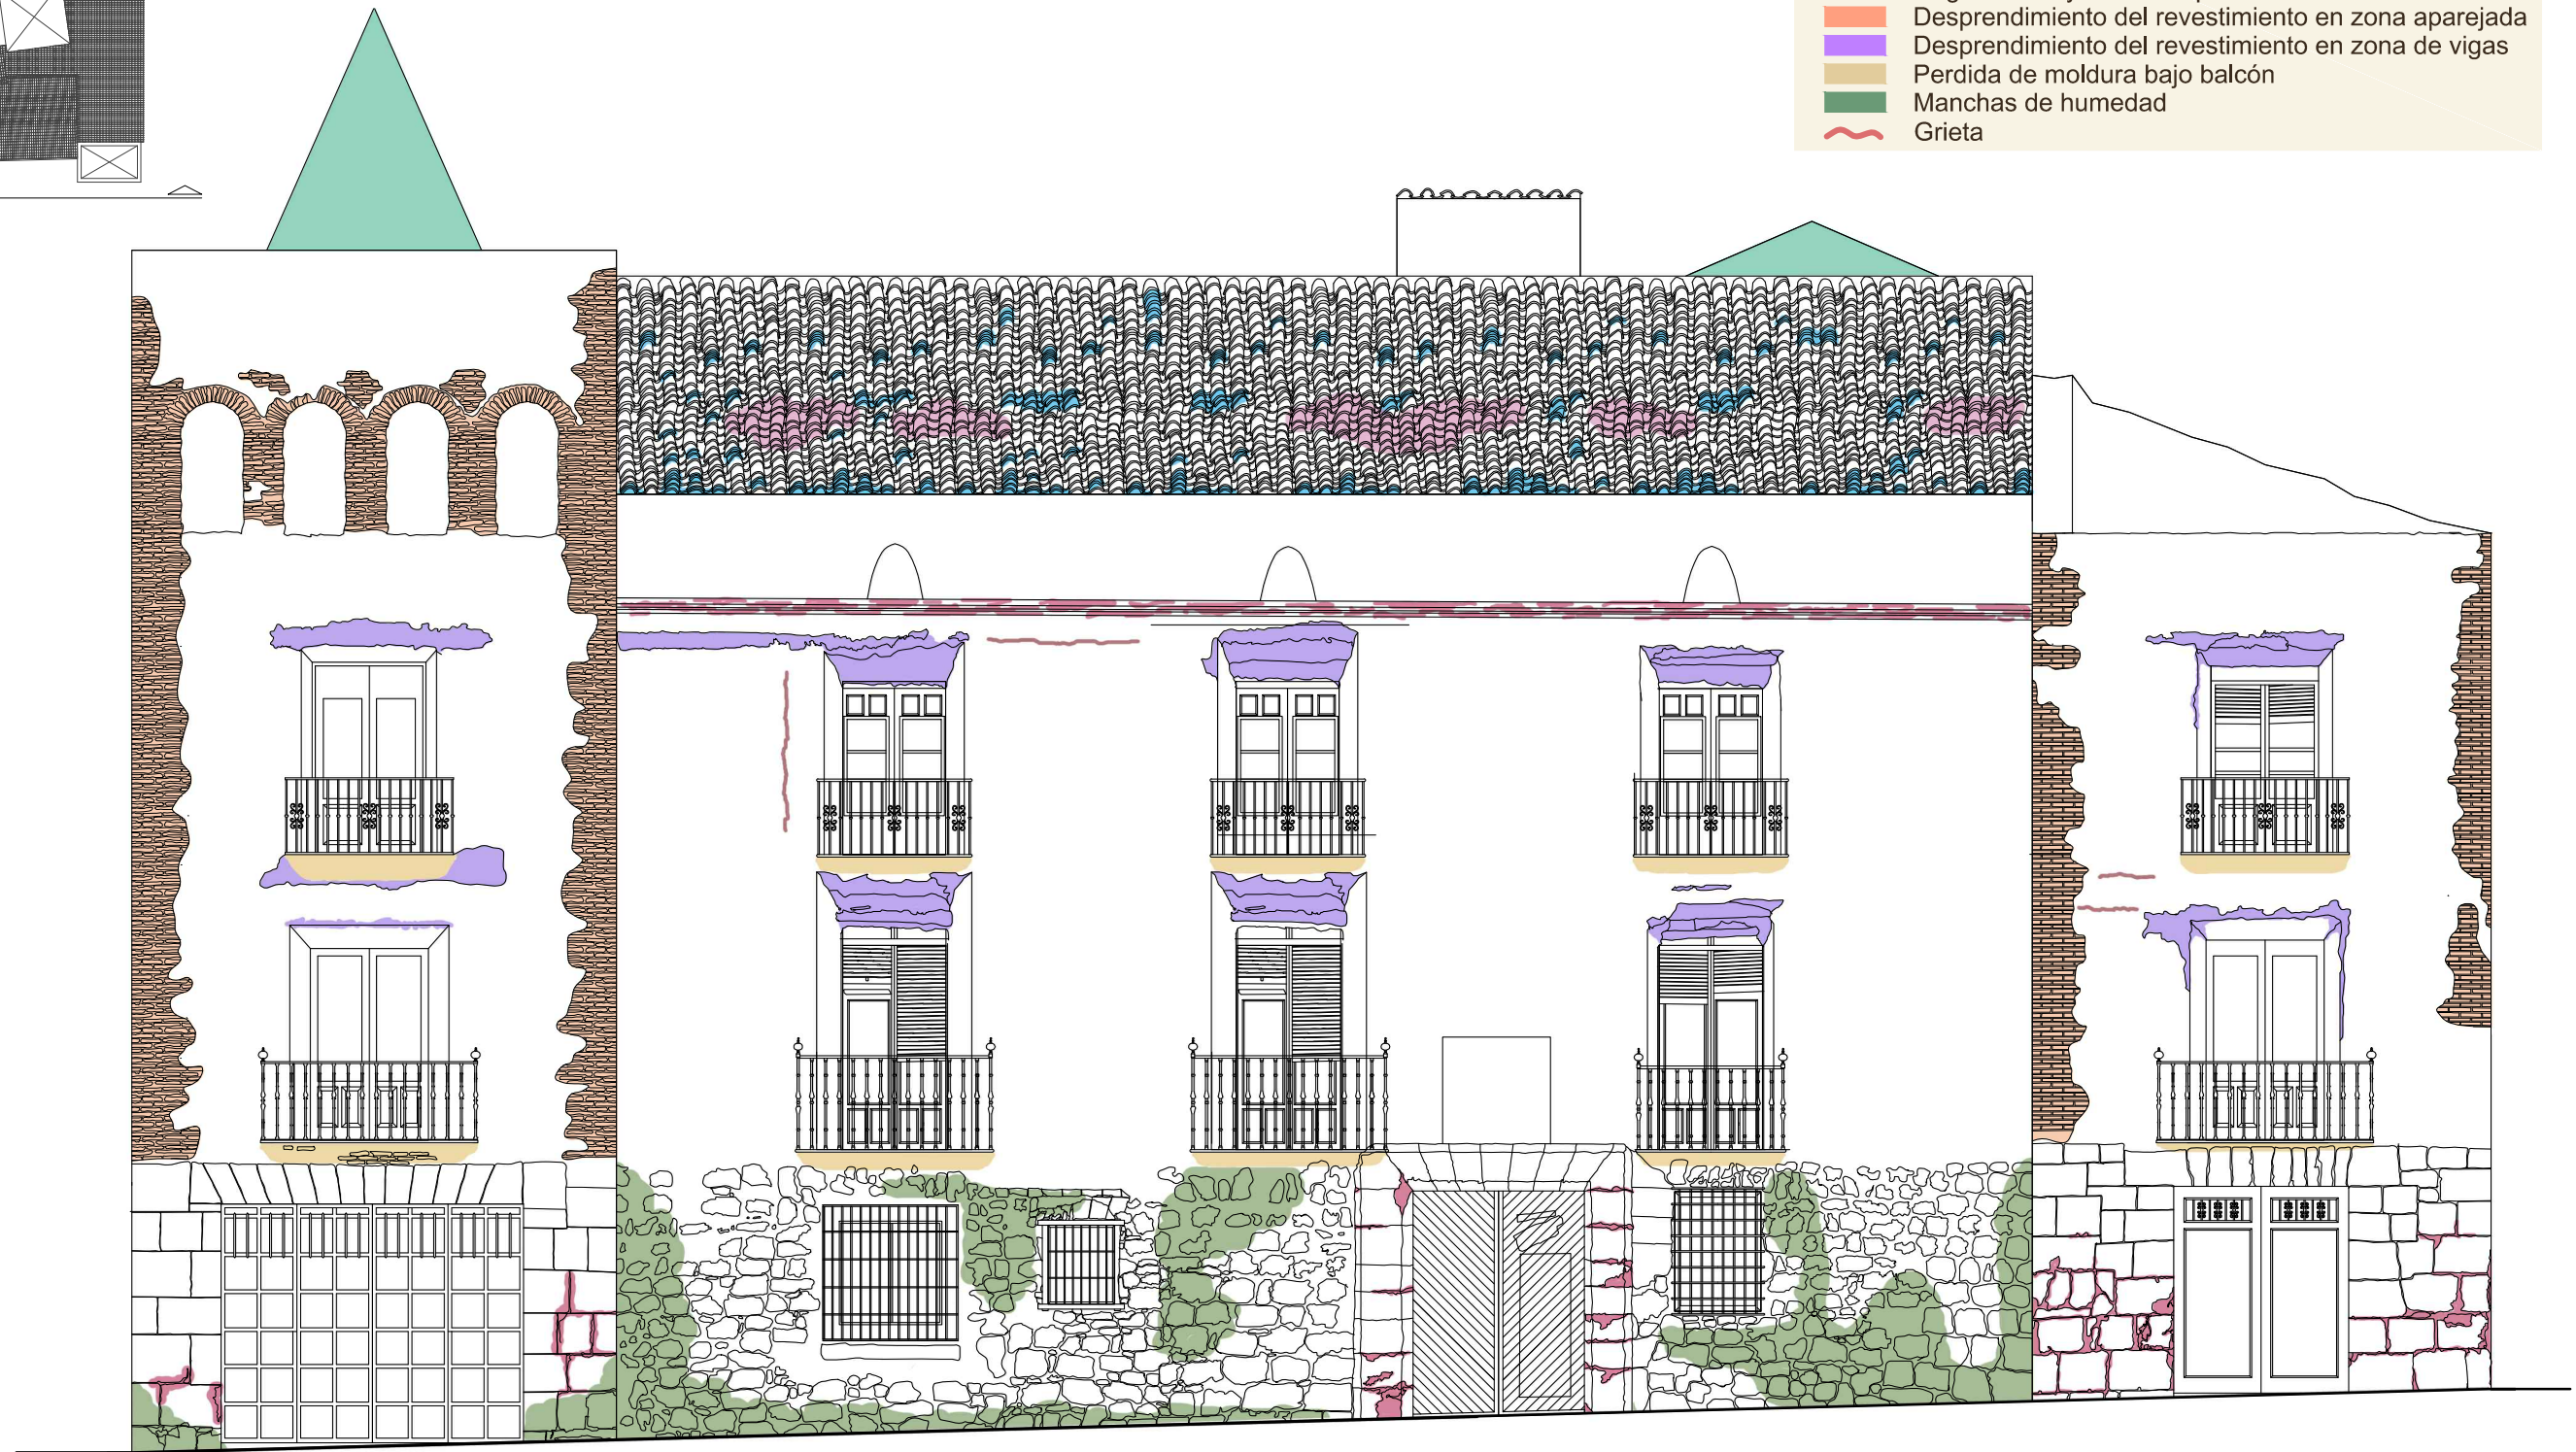 Desprendimiento del revestimiento en zona aparejada
Desprendimiento del revestimiento en zona de vigas
Perdida de moldura bajo balcón
Manchas de humedad
Grieta